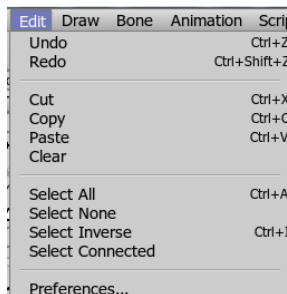 Edit Draw Bone Animation Scri
Undo Ctrl+Z
Redo Ctrl+Shift+Z
Cut Ctrl+X
Copy Ctrl+C
Paste Ctrl+V
Clear
Select All Ctrl+A
Select None
Select Inverse Ctrl+I
Select Connected
Preferences...